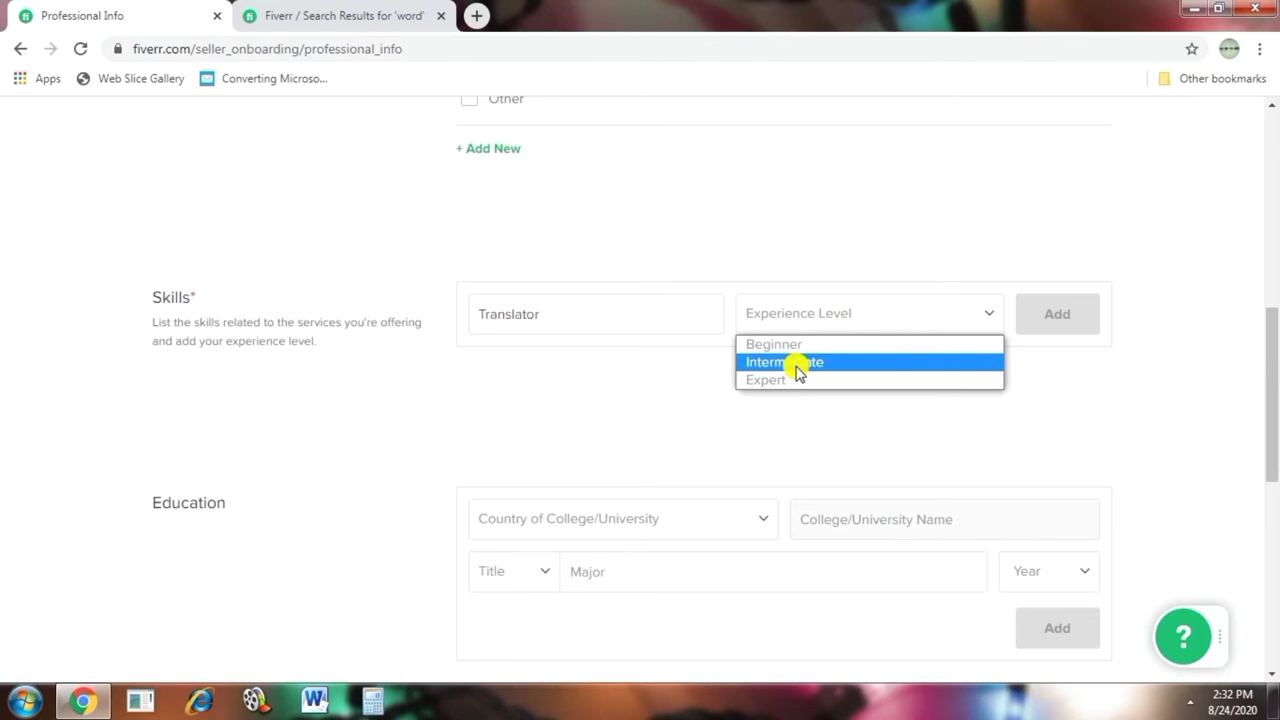 Professional Info
Fiverr / Search Results for 'word'
fiverr.com/seller_onboarding/professional_info
Apps
Web Slice Gallery
Converting Microso...
Other bookmarks
Other
+ Add New
Skills*
List the skills related to the services you're offering
and add your experience level.
Translator
Experience Level
Add
Beginner
Intermediate
Expert
Education
Country of College/University
College/University Name
Title
Major
Year
Add
?
2:32 PM
8/24/2020